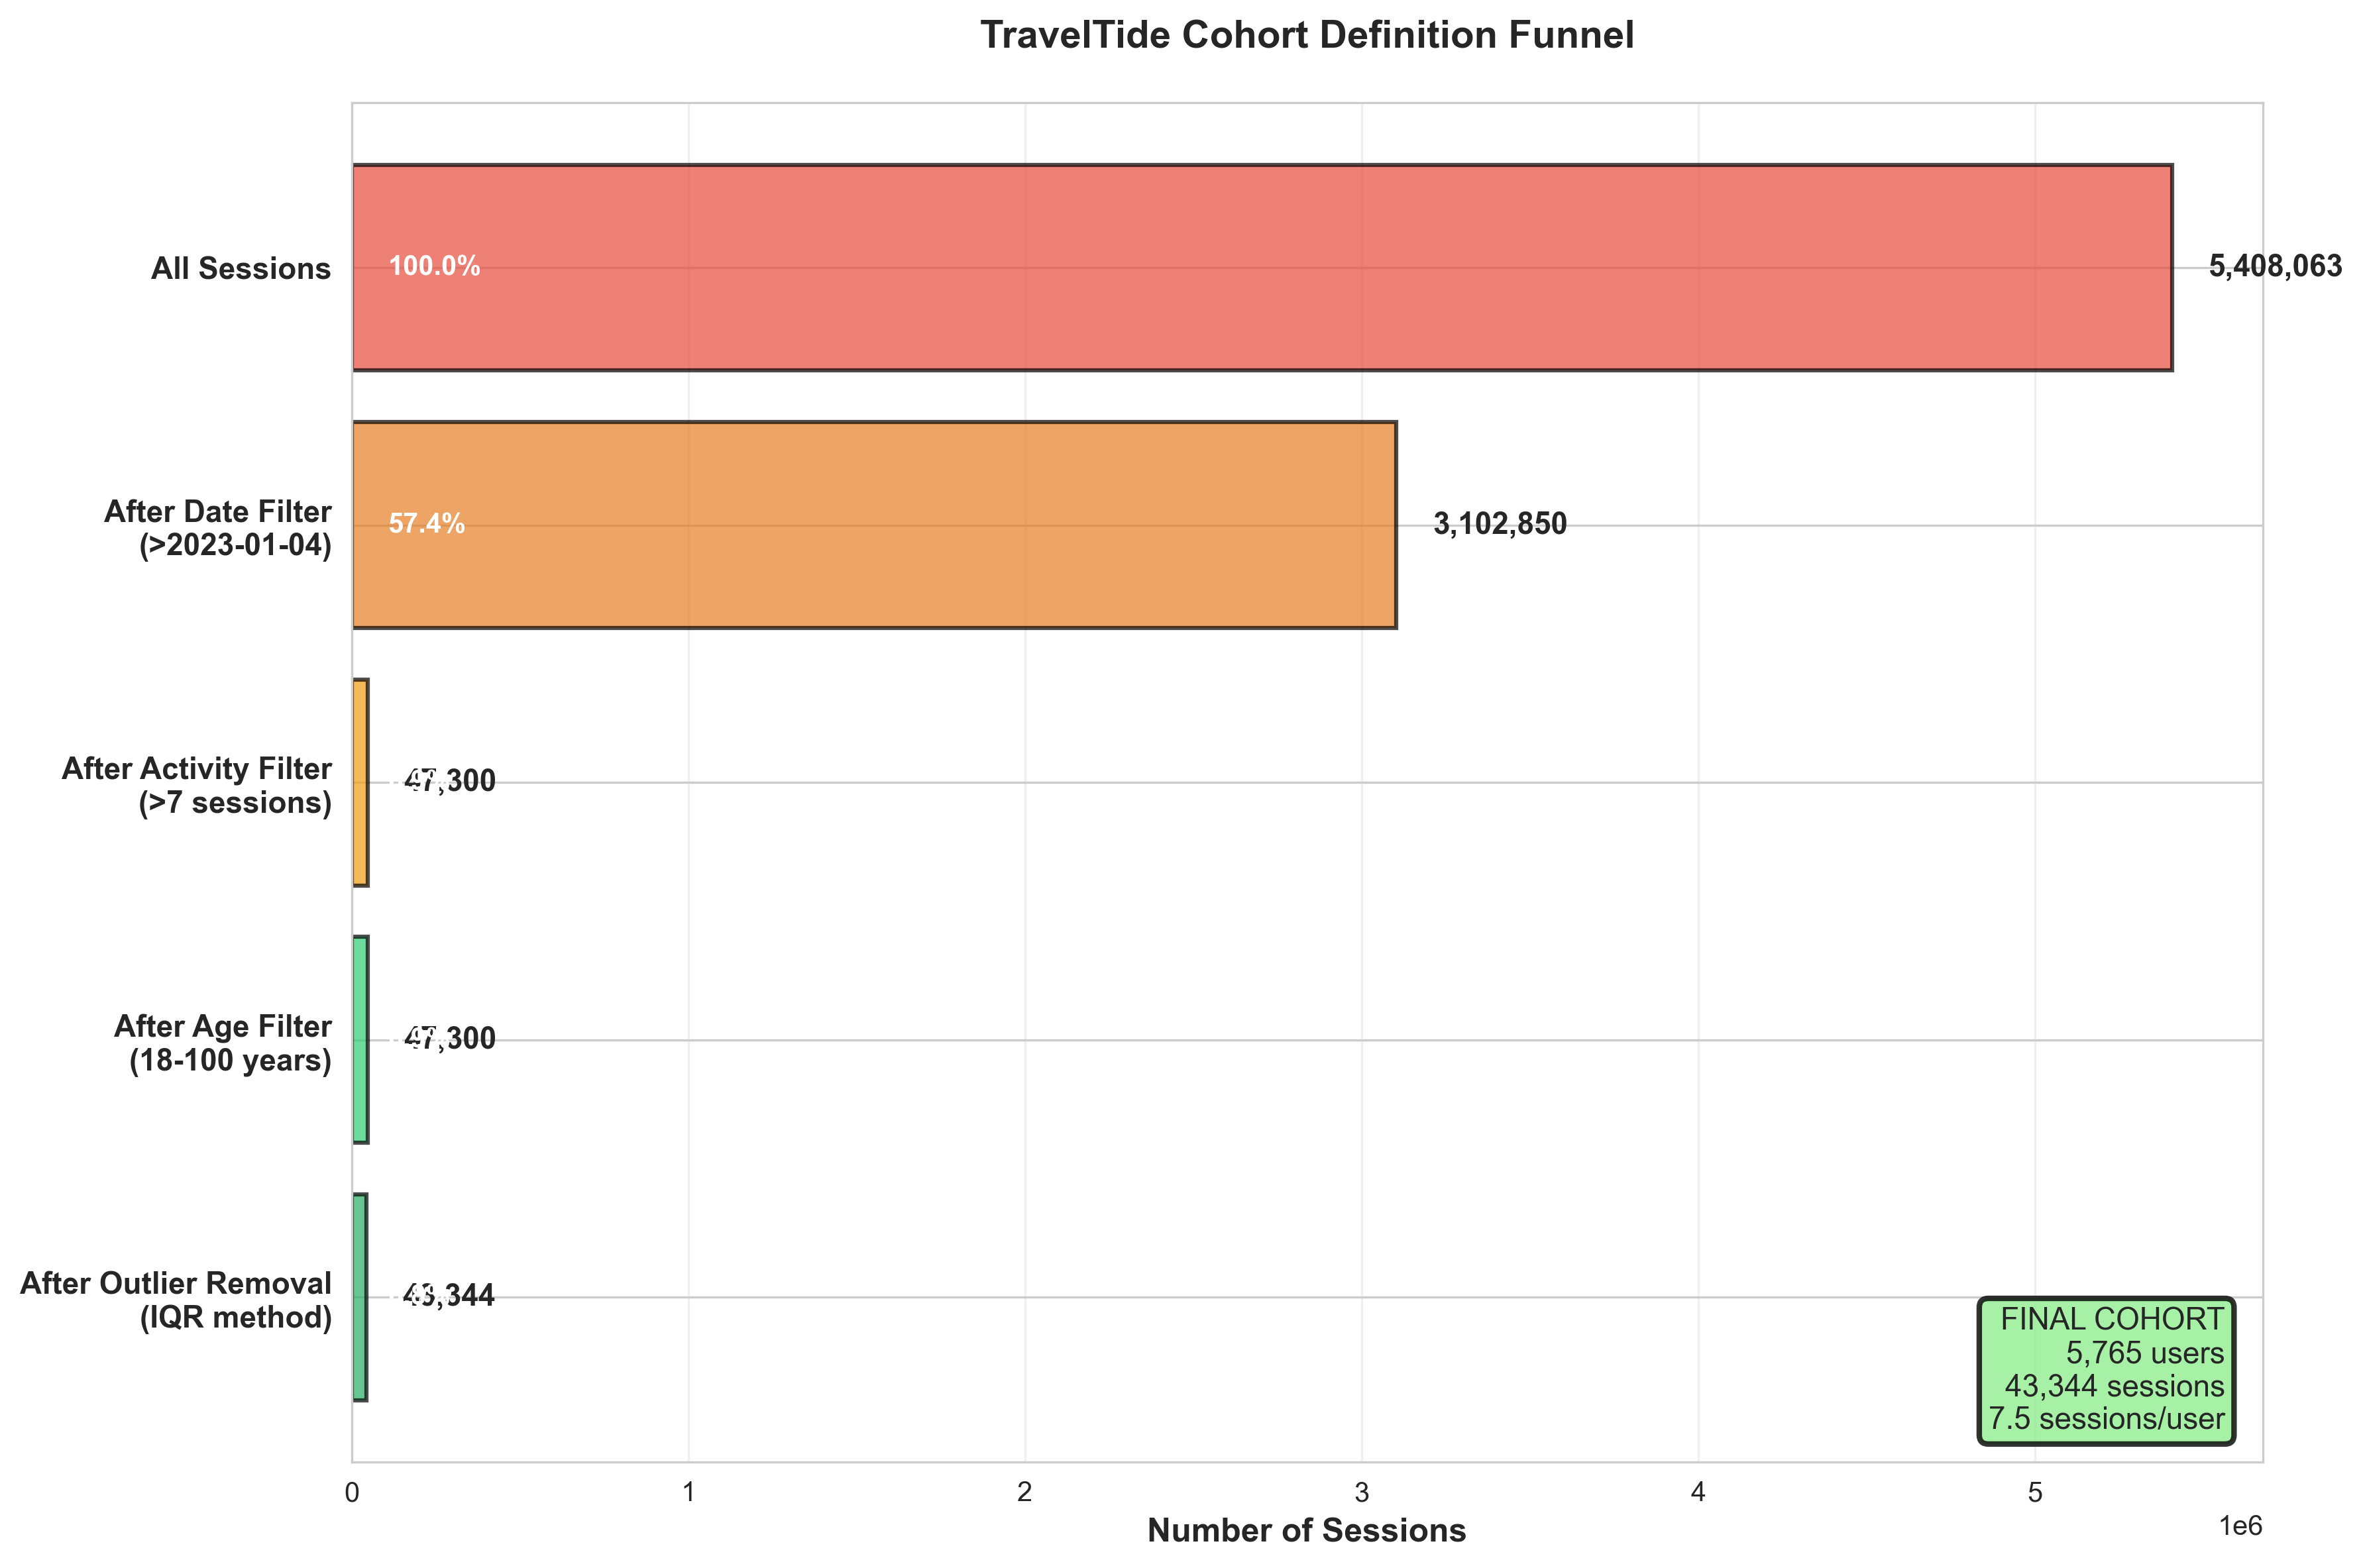 TravelTide Cohort Definition Funnel
All Sessions
100.0%
5,408,063
After Date Filter
(>2023-01-04)
57.4%
3,102,850
After Activity Filter
(>7 sessions)
47,300
After Age Filter
(18-100 years)
47,300
After Outlier Removal
(IQR method)
43,344
FINAL COHORT
5,765 users
43,344 sessions
7.5 sessions/user
0 1 2 3 4 5
1e6
Number of Sessions